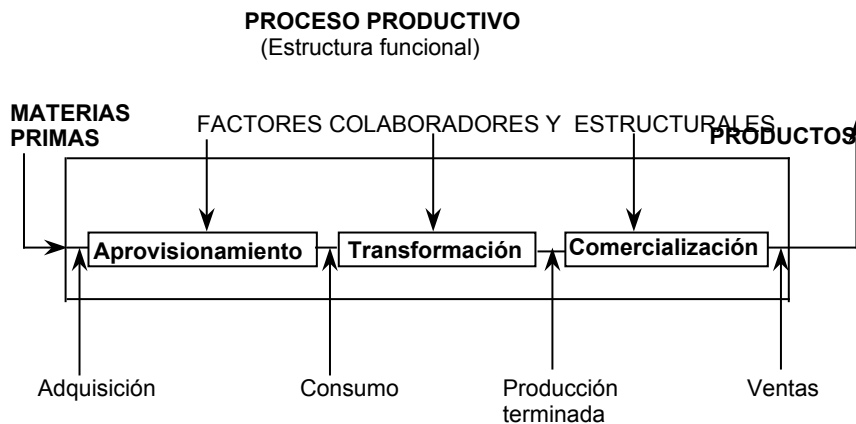 PROCESO PRODUCTIVO
(Estructura funcional)
MATERIAS
PRIMAS
FACTORES COLABORADORES Y ESTRUCTURALES
PRODUCTOS
Aprovisionamiento
Transformación
Comercialización
Adquisición
Consumo
Producción
terminada
Ventas